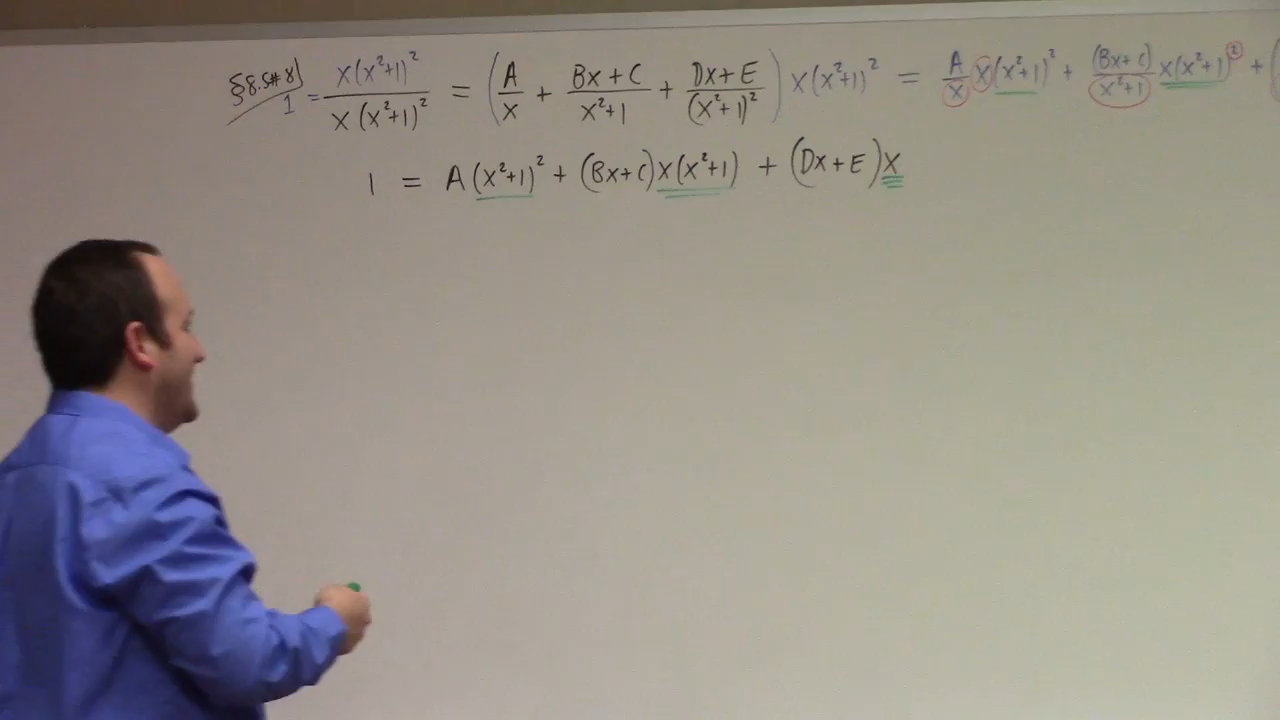 §8.5#8 1 = x(x²+1)² / x(x²+1)² = (A/x + Bx+C/x²+1 + Dx+E/(x²+1)²) x(x²+1)² = A/x x(x²+1)² + (Bx+C)/x²+1 x(x²+1)² + (
1 = A(x²+1)² + (Bx+C)x(x²+1) + (Dx+E)x